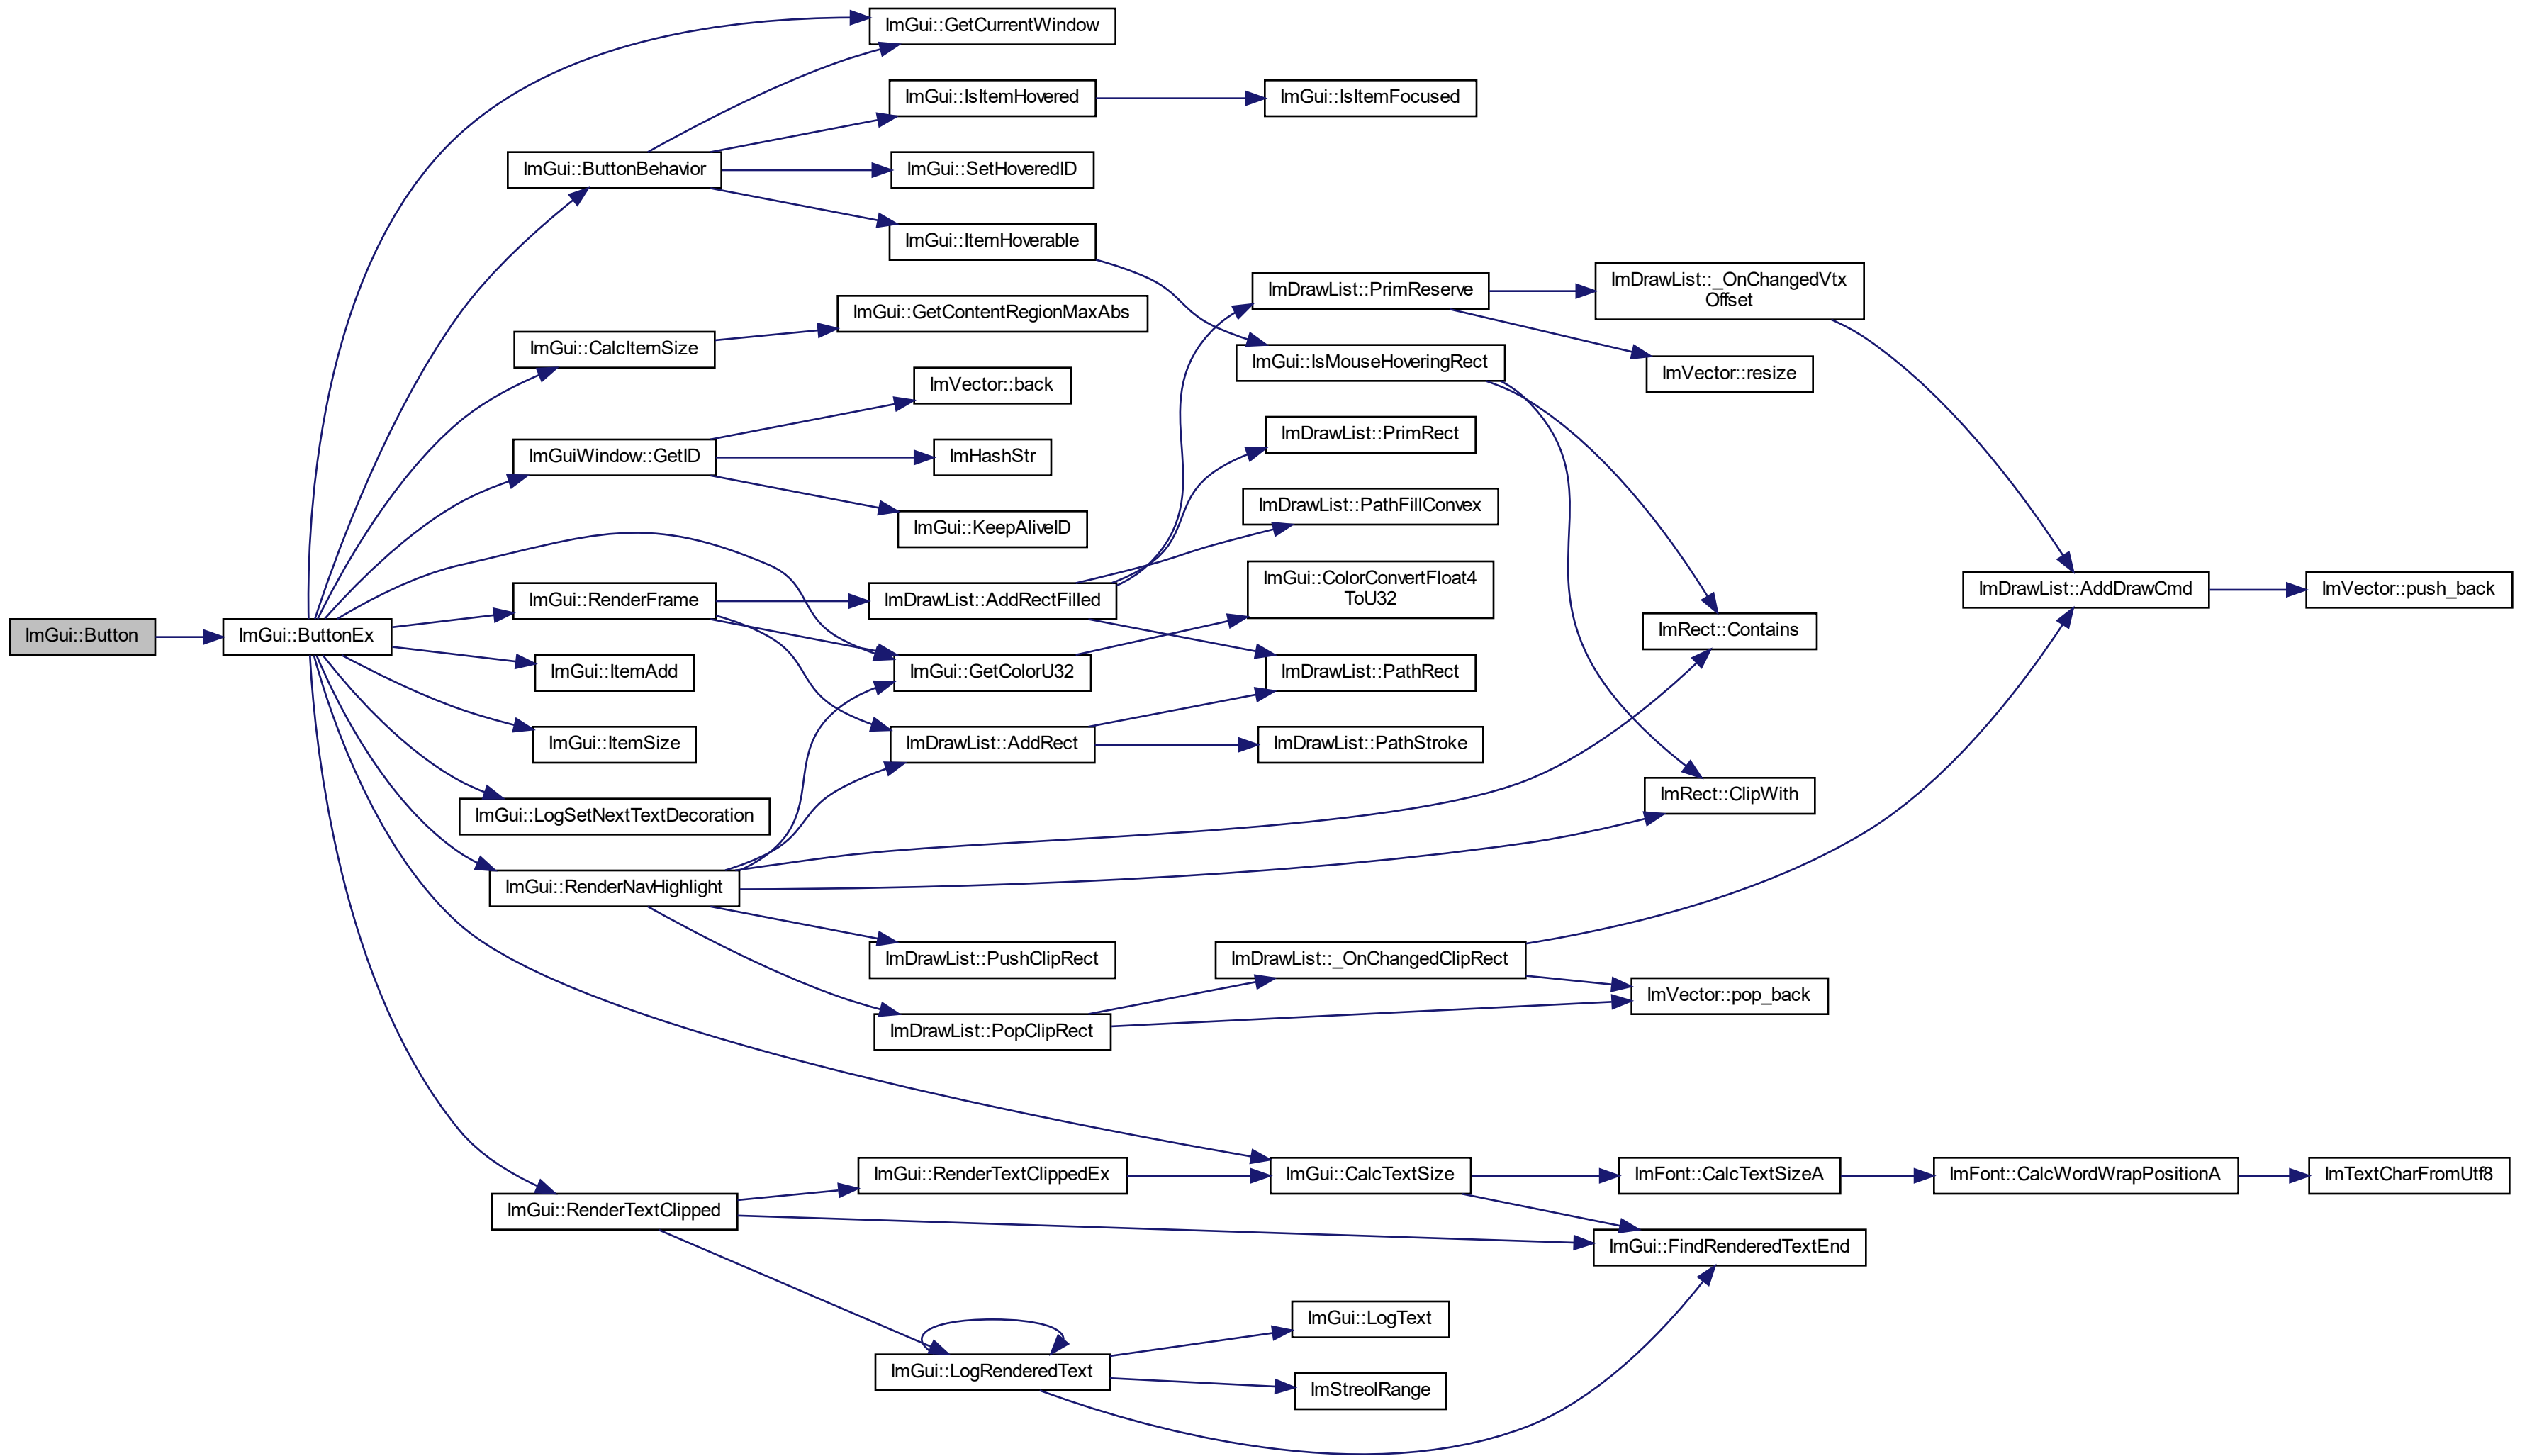 ImGui::GetCurrentWindow
ImGui::IsItemHovered
ImGui::IsItemFocused
ImGui::ButtonBehavior
ImGui::SetHoveredID
ImGui::ItemHoverable
ImDrawList::PrimReserve
ImDrawList::_OnChangedVtx
Offset
ImGui::GetContentRegionMaxAbs
ImGui::CalcItemSize
ImGui::IsMouseHoveringRect
ImVector::resize
ImVector::back
ImDrawList::PrimRect
ImGuiWindow::GetID
ImHashStr
ImDrawList::PathFillConvex
ImGui::KeepAliveID
ImGui::ColorConvertFloat4
ToU32
ImGui::RenderFrame
ImDrawList::AddRectFilled
ImDrawList::AddDrawCmd
ImVector::push_back
ImGui::Button
ImGui::ButtonEx
ImRect::Contains
ImGui::ItemAdd
ImGui::GetColorU32
ImDrawList::PathRect
ImGui::ItemSize
ImDrawList::AddRect
ImDrawList::PathStroke
ImRect::ClipWith
ImGui::LogSetNextTextDecoration
ImGui::RenderNavHighlight
ImDrawList::PushClipRect
ImDrawList::_OnChangedClipRect
ImVector::pop_back
ImDrawList::PopClipRect
ImGui::RenderTextClippedEx
ImGui::CalcTextSize
ImFont::CalcTextSizeA
ImFont::CalcWordWrapPositionA
ImTextCharFromUtf8
ImGui::RenderTextClipped
ImGui::FindRenderedTextEnd
ImGui::LogText
ImGui::LogRenderedText
ImStreolRange